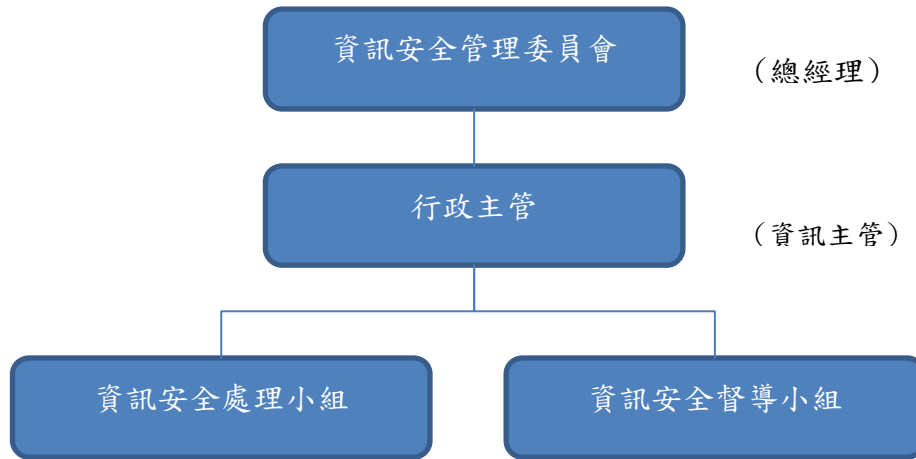 資訊安全管理委員會
（總經理）
行政主管
（資訊主管）
資訊安全處理小組
資訊安全督導小組